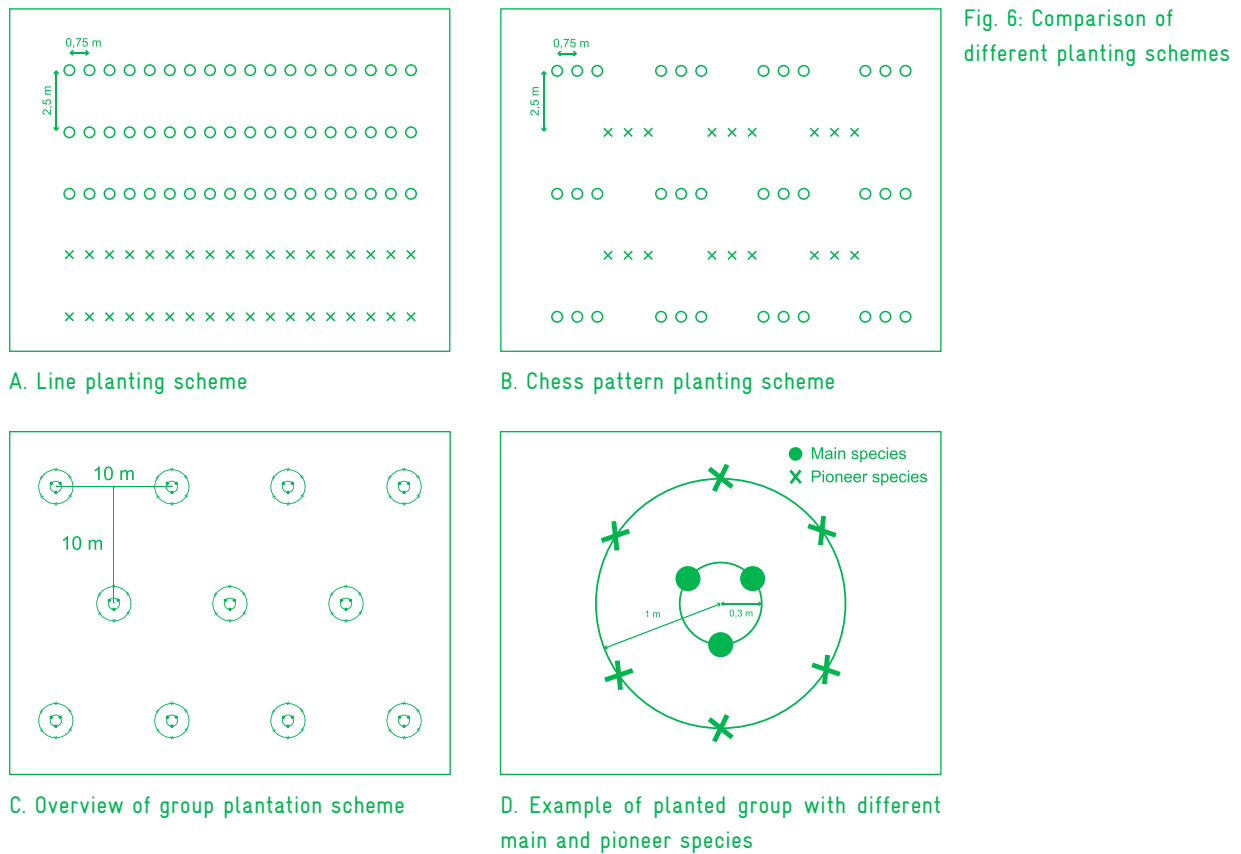 Fig. 6: Comparison of
different planting schemes
0,75 m
2,5 m
A. Line planting scheme
0,75 m
2,5 m
B. Chess pattern planting scheme
10 m
10 m
C. Overview of group plantation scheme
Main species
Pioneer species
1 m
0,3 m
D. Example of planted group with different
main and pioneer species